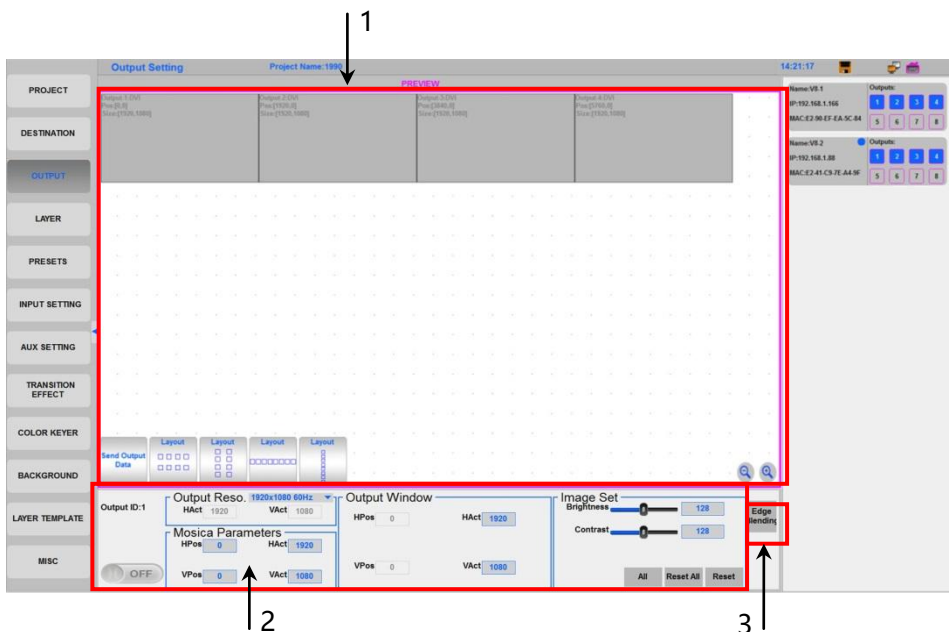 1
Output Setting
Project Name:1990
14:21:17
PREVIEW
PROJECT
DESTINATION
OUTPUT
LAYER
PRESETS
INPUT SETTING
AUX SETTING
TRANSITION
EFFECT
COLOR KEYER
BACKGROUND
LAYER TEMPLATE
MISC
Output 1:DVI
Pos:[0,0]
Size:[1920,1080]
Output 2:DVI
Pos:[1920,0]
Size:[1920,1080]
Output 3:DVI
Pos:[3840,0]
Size:[1920,1080]
Output 4:DVI
Pos:[5760,0]
Size:[1920,1080]
Name:V8.1
IP:192.168.1.166
MAC:E2-90-EF-EA-5C-84
Outputs:
1 2 3 4
5 6 7 8
Name:V8.2
IP:192.168.1.88
MAC:E2-41-C9-7E-A4-9F
Outputs:
1 2 3 4
5 6 7 8
Send Output
Data
Layout
Layout
Layout
Layout
Output ID:1
OFF
Output Reso. 1920x1080 60Hz
HAct 1920 VAct 1080
Mosica Parameters
HPos 0 HAct 1920
VPos 0 VAct 1080
Output Window
HPos 0 HAct 1920
VPos 0 VAct 1080
Image Set
Brightness 128
Contrast 128
All Reset All Reset
Edge
Blending
2
3